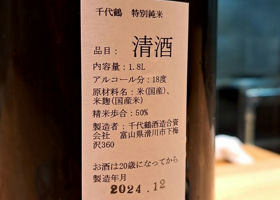 千代鶴 特別純米
品目： 清酒
内容量：1.8L
アルコール分：18度
原材料名：米(国産)、
米麹(国産米)
精米歩合：50%
製造者：千代鶴酒造合資
会社 富山県滑川市下梅
沢360
お酒は20歳になってから
製造年月
2024.12